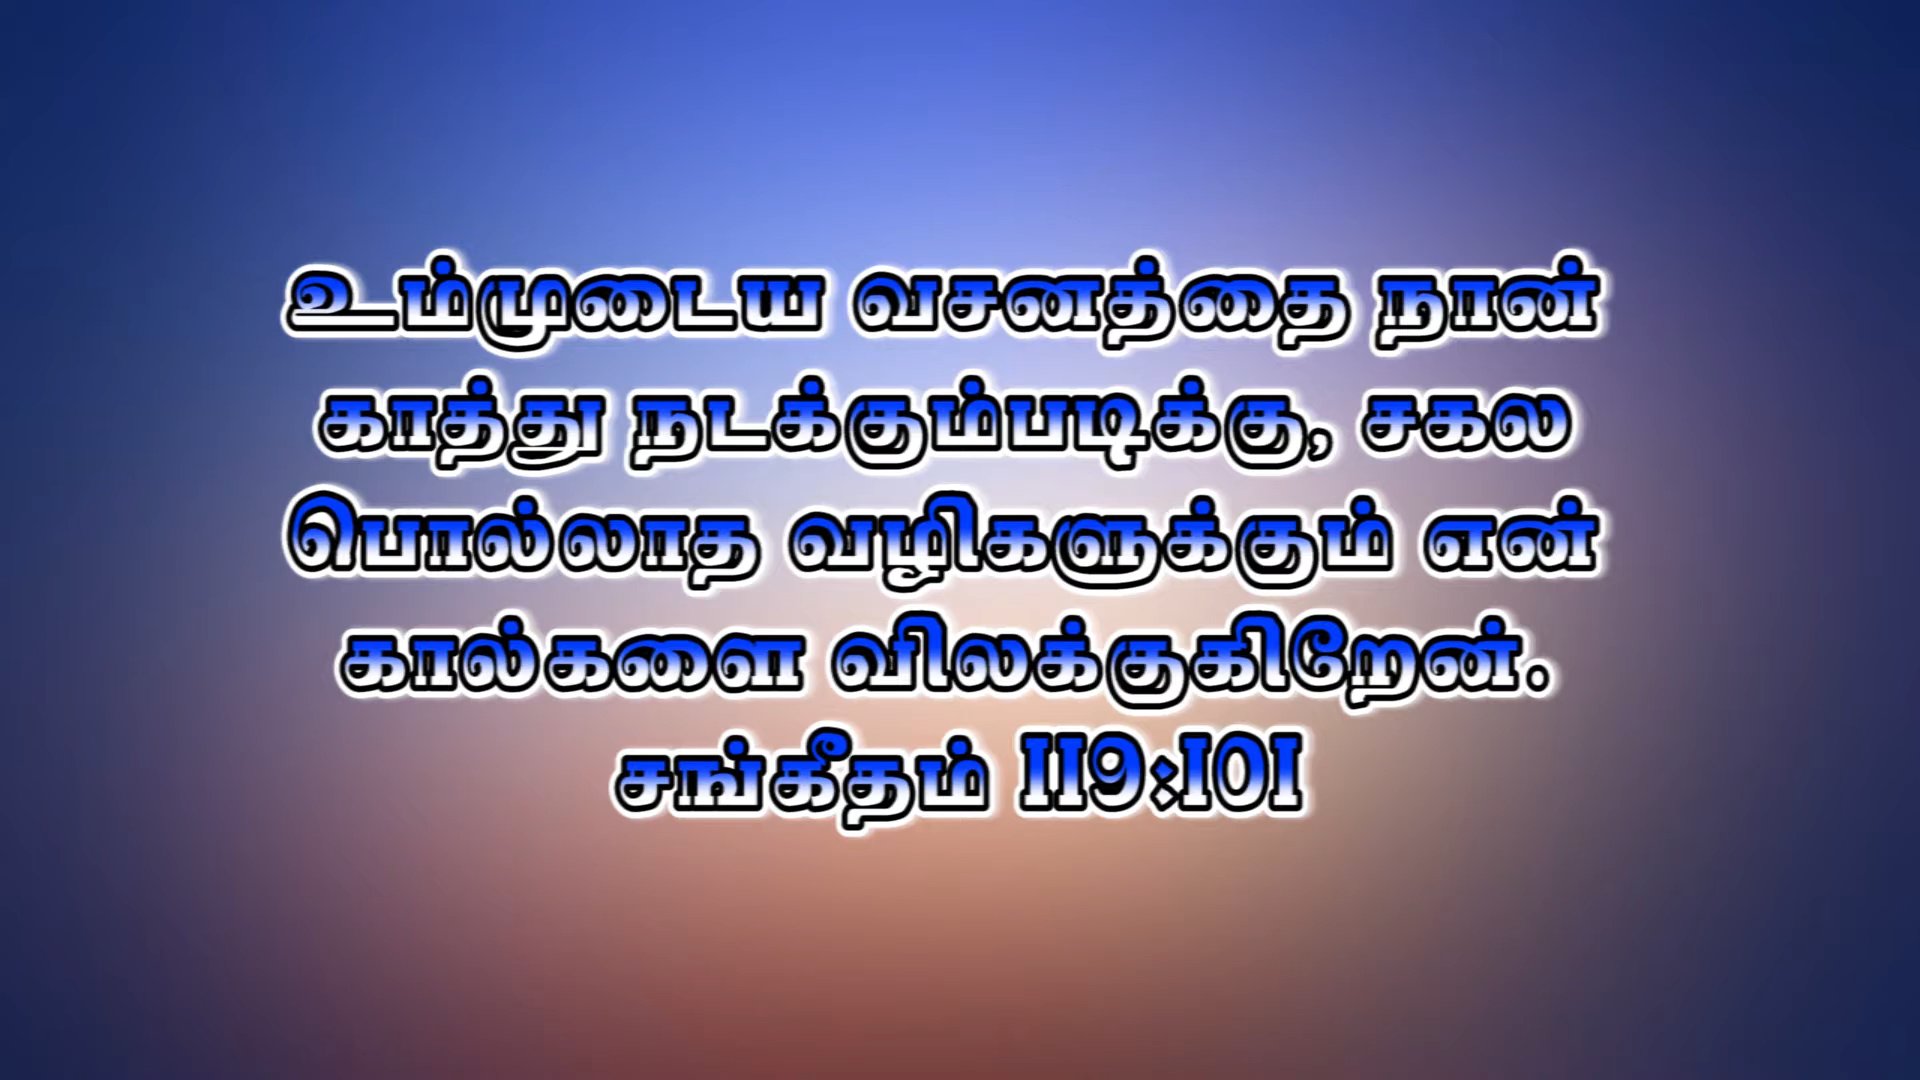 உம்முடைய வசனத்தை நான்
காத்து நடக்கும்படிக்கு, சகல
பொல்லாத வழிகளுக்கும் என்
கால்களை விலக்குகிறேன்.
சங்கீதம் 119:101